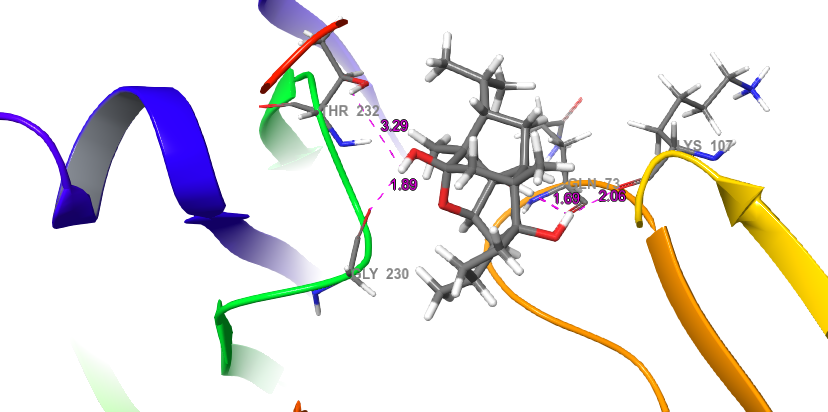 THR 232
3.29
LYS 107
1.89
GLN 73
1.69
2.06
GLY 230